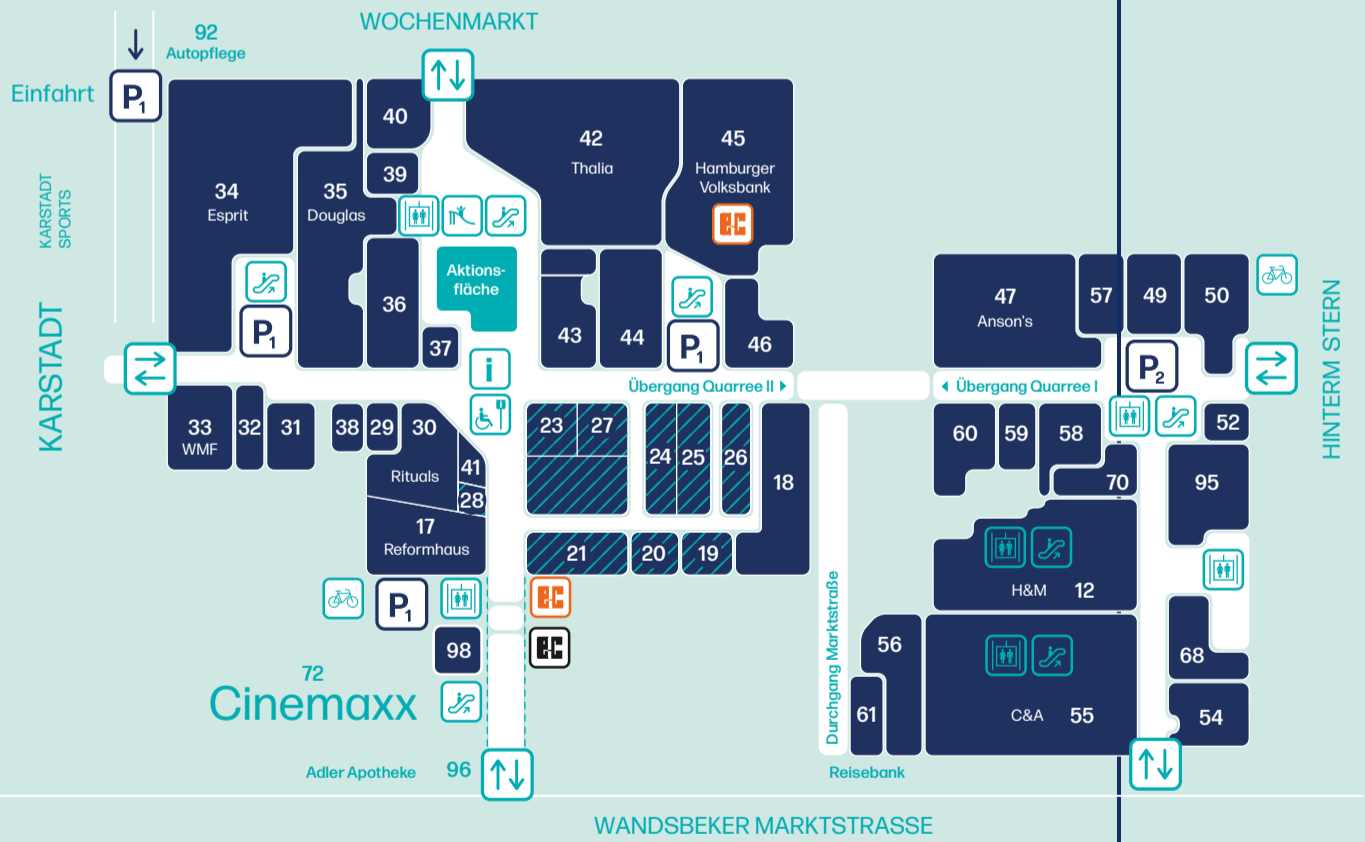 WOCHENMARKT
92
Autopflege
Einfahrt
P1
KARSTADT
SPORTS
KARSTADT
34
Esprit
35
Douglas
40
39
36
37
Aktions-
fläche
42
Thalia
45
Hamburger
Volksbank
43
44
46
P1
P1
i
Übergang Quarree II
Übergang Quarree I
47
Anson's
57
49
50
P2
HINTERM STERN
33
WMF
32
31
38
29
30
Rituals
41
28
17
Reformhaus
23
27
24
25
26
18
21
20
19
60
59
58
70
52
95
H&M 12
C&A 55
56
61
68
54
P1
98
72
Cinemaxx
Adler Apotheke 96
Durchgang Marktstraße
Reisebank
WANDSBEKER MARKTSTRASSE